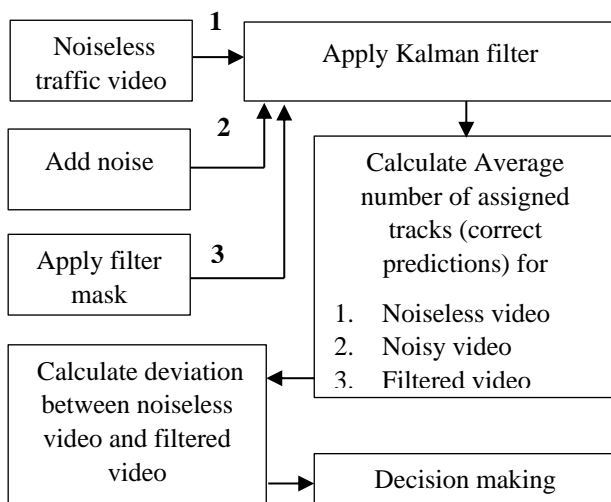 1
Noiseless
traffic video
Apply Kalman filter
2
Add noise
3
Apply filter
mask
Calculate Average
number of assigned
tracks (correct
predictions) for
1. Noiseless video
2. Noisy video
3. Filtered video
Calculate deviation
between noiseless
video and filtered
video
Decision making